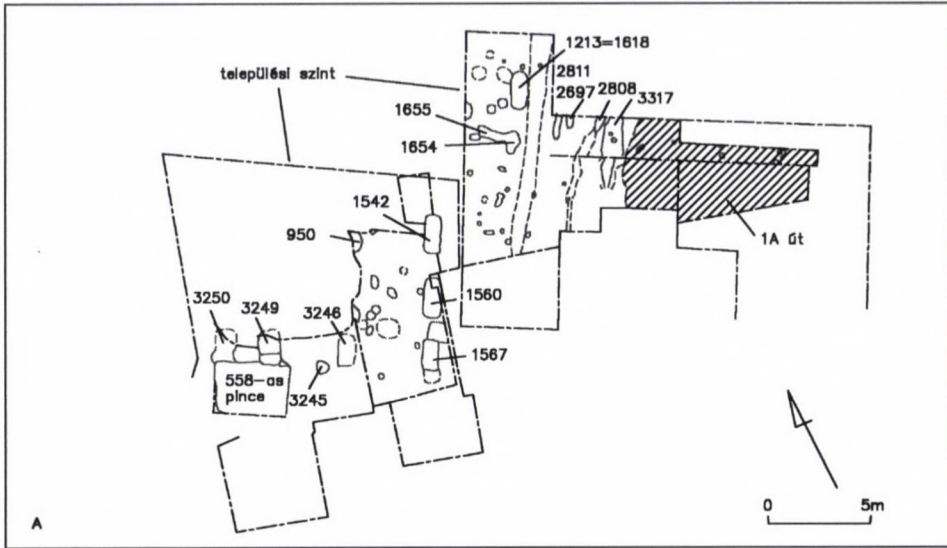 1213=1618
települési szint
2811
2697 2808 3317
1655
1654
1542
1A út
950
3250 3249 3246
1560
1567
558-as
pince
3245
0 5m
A